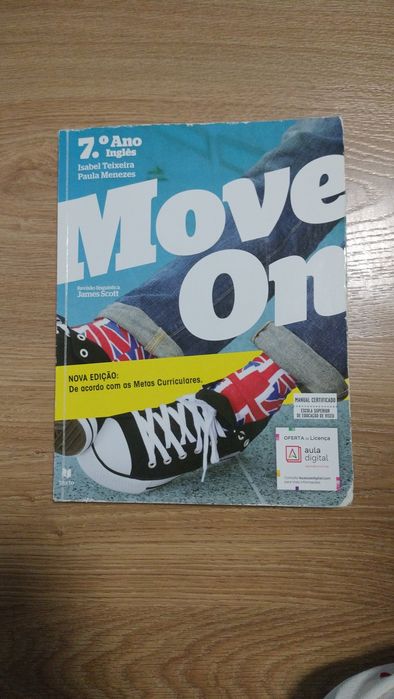 7.º Ano
Inglês
Isabel Teixeira
Paula Menezes
Move
On
Revisão linguística
James Scott
NOVA EDIÇÃO:
De acordo com as Metas Curriculares.
MANUAL CERTIFICADO
ESCOLA SUPERIOR
DE EDUCAÇÃO DE VISEU
OFERTA de Licença
aula
digital
Texto